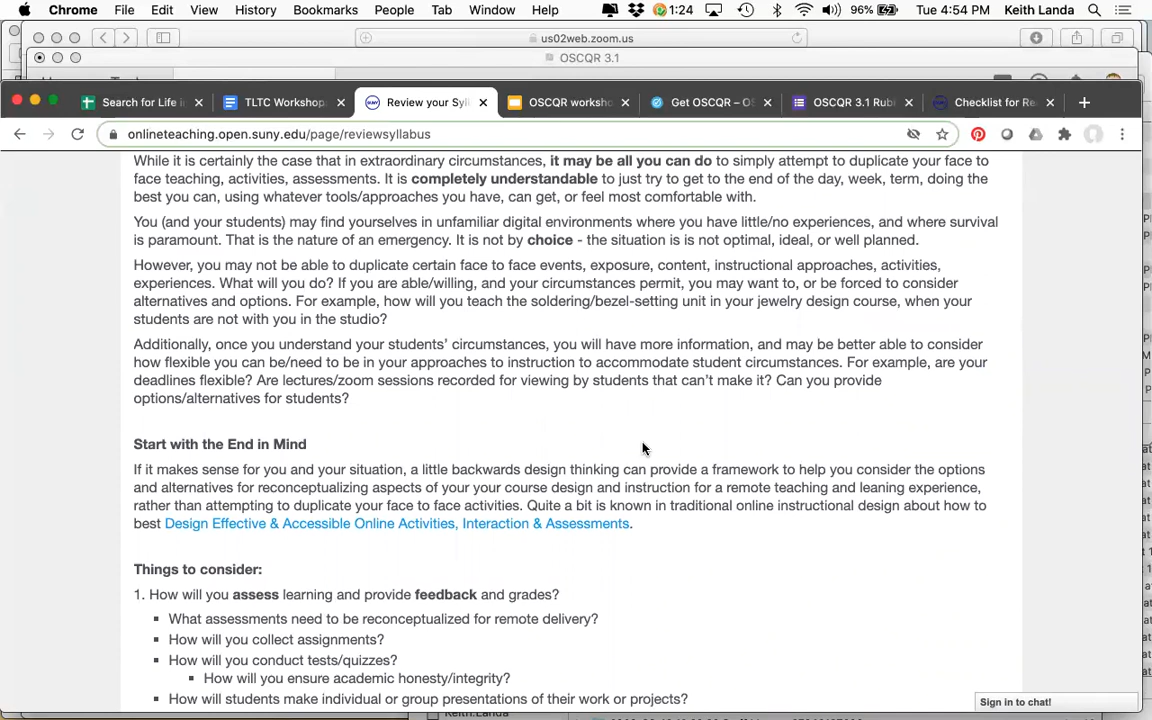 Chrome File Edit View History Bookmarks People Tab Window Help 1:24 96% Tue 4:54 PM Keith Landa
us02web.zoom.us
OSCQR 3.1
Search for Life i TLTC Workshop Review your Syll OSCQR worksh Get OSCQR – O OSCQR 3.1 Rub Checklist for Re
onlineteaching.open.suny.edu/page/reviewsyllabus
While it is certainly the case that in extraordinary circumstances, it may be all you can do to simply attempt to duplicate your face to
face teaching, activities, assessments. It is completely understandable to just try to get to the end of the day, week, term, doing the
best you can, using whatever tools/approaches you have, can get, or feel most comfortable with.
You (and your students) may find yourselves in unfamiliar digital environments where you have little/no experiences, and where survival
is paramount. That is the nature of an emergency. It is not by choice - the situation is is not optimal, ideal, or well planned.
However, you may not be able to duplicate certain face to face events, exposure, content, instructional approaches, activities,
experiences. What will you do? If you are able/willing, and your circumstances permit, you may want to, or be forced to consider
alternatives and options. For example, how will you teach the soldering/bezel-setting unit in your jewelry design course, when your
students are not with you in the studio?
Additionally, once you understand your students' circumstances, you will have more information, and may be better able to consider
how flexible you can be/need to be in your approaches to instruction to accommodate student circumstances. For example, are your
deadlines flexible? Are lectures/zoom sessions recorded for viewing by students that can't make it? Can you provide
options/alternatives for students?
Start with the End in Mind
If it makes sense for you and your situation, a little backwards design thinking can provide a framework to help you consider the options
and alternatives for reconceptualizing aspects of your your course design and instruction for a remote teaching and leaning experience,
rather than attempting to duplicate your face to face activities. Quite a bit is known in traditional online instructional design about how to
best Design Effective & Accessible Online Activities, Interaction & Assessments.
Things to consider:
1. How will you assess learning and provide feedback and grades?
▪ What assessments need to be reconceptualized for remote delivery?
▪ How will you collect assignments?
▪ How will you conduct tests/quizzes?
▪ How will you ensure academic honesty/integrity?
▪ How will students make individual or group presentations of their work or projects?
Sign in to chat!